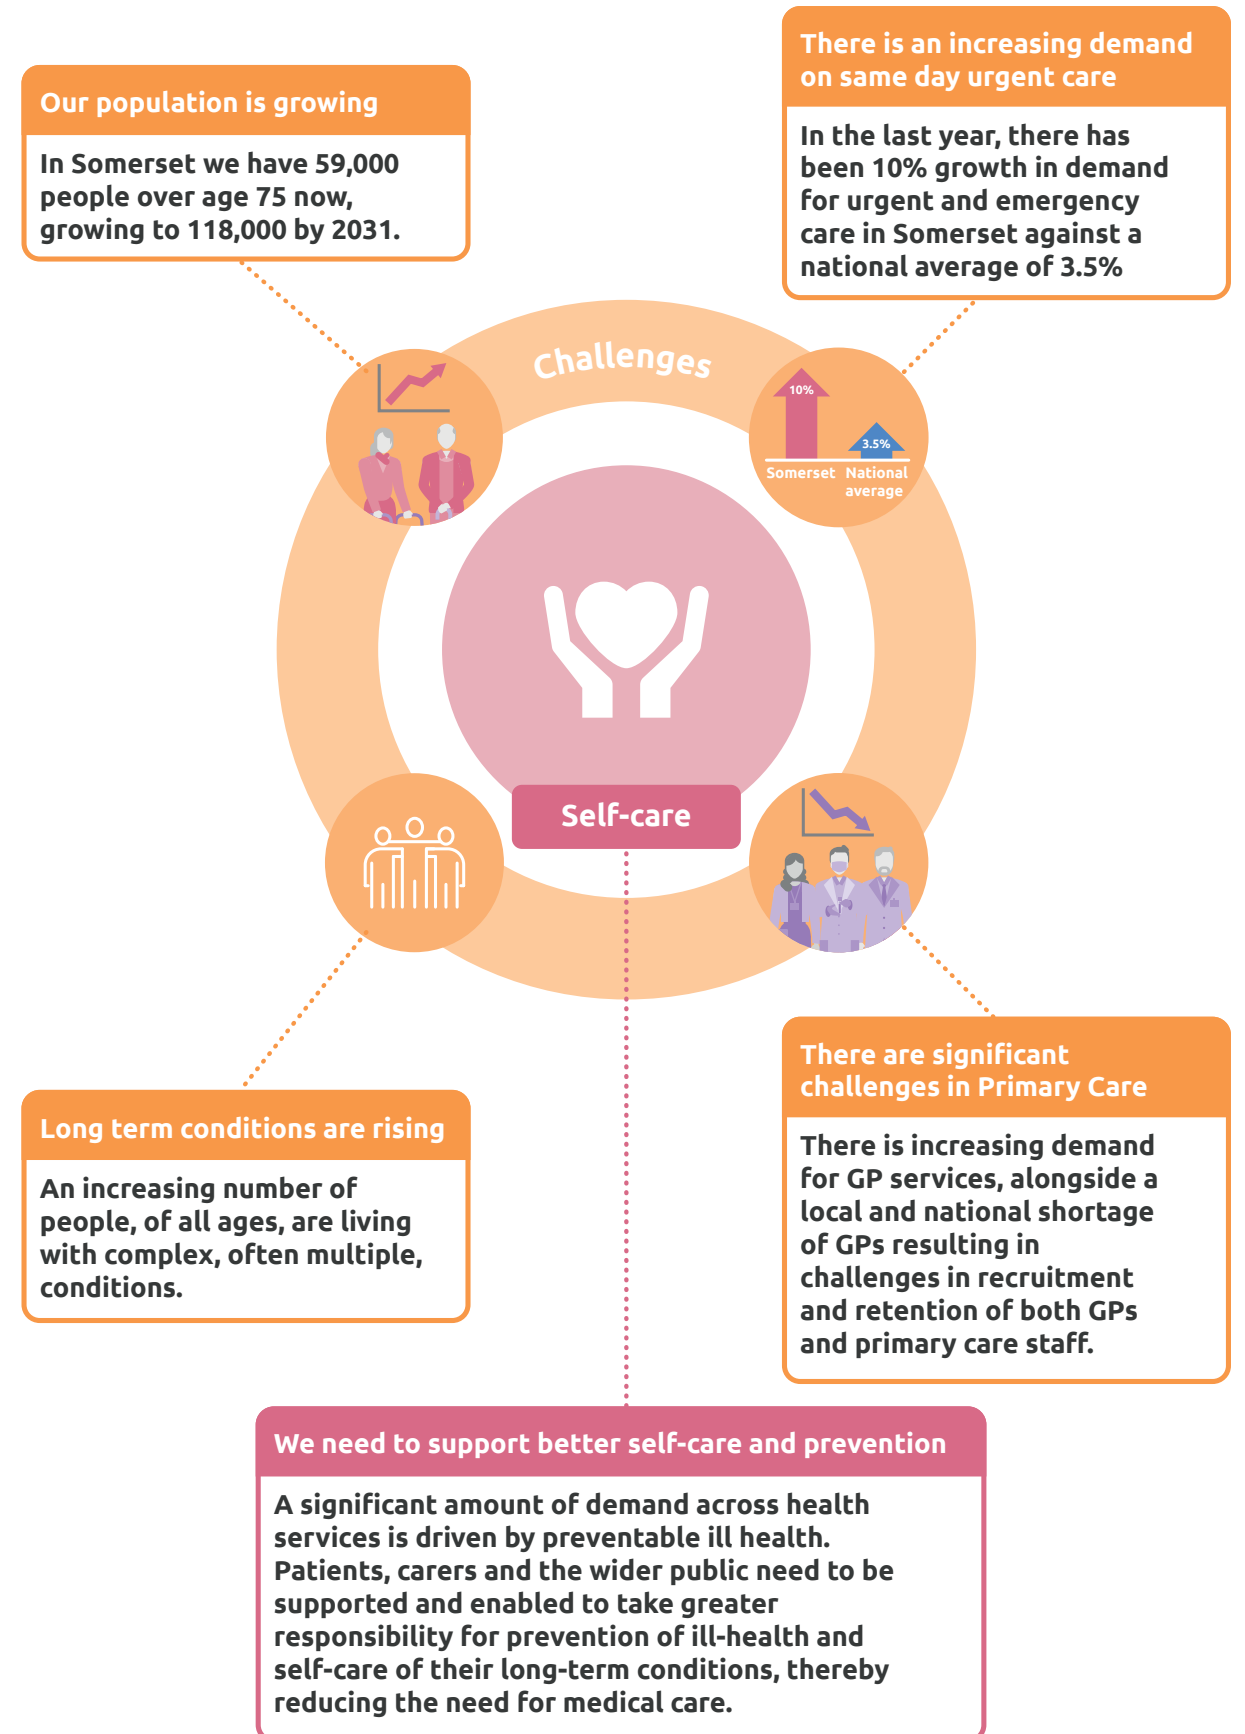 Our population is growing
In Somerset we have 59,000
people over age 75 now,
growing to 118,000 by 2031.
There is an increasing demand
on same day urgent care
In the last year, there has
been 10% growth in demand
for urgent and emergency
care in Somerset against a
national average of 3.5%
Challenges
10%
3.5%
Somerset National
average
Self-care
Long term conditions are rising
An increasing number of
people, of all ages, are living
with complex, often multiple,
conditions.
There are significant
challenges in Primary Care
There is increasing demand
for GP services, alongside a
local and national shortage
of GPs resulting in
challenges in recruitment
and retention of both GPs
and primary care staff.
We need to support better self-care and prevention
A significant amount of demand across health
services is driven by preventable ill health.
Patients, carers and the wider public need to be
supported and enabled to take greater
responsibility for prevention of ill-health and
self-care of their long-term conditions, thereby
reducing the need for medical care.